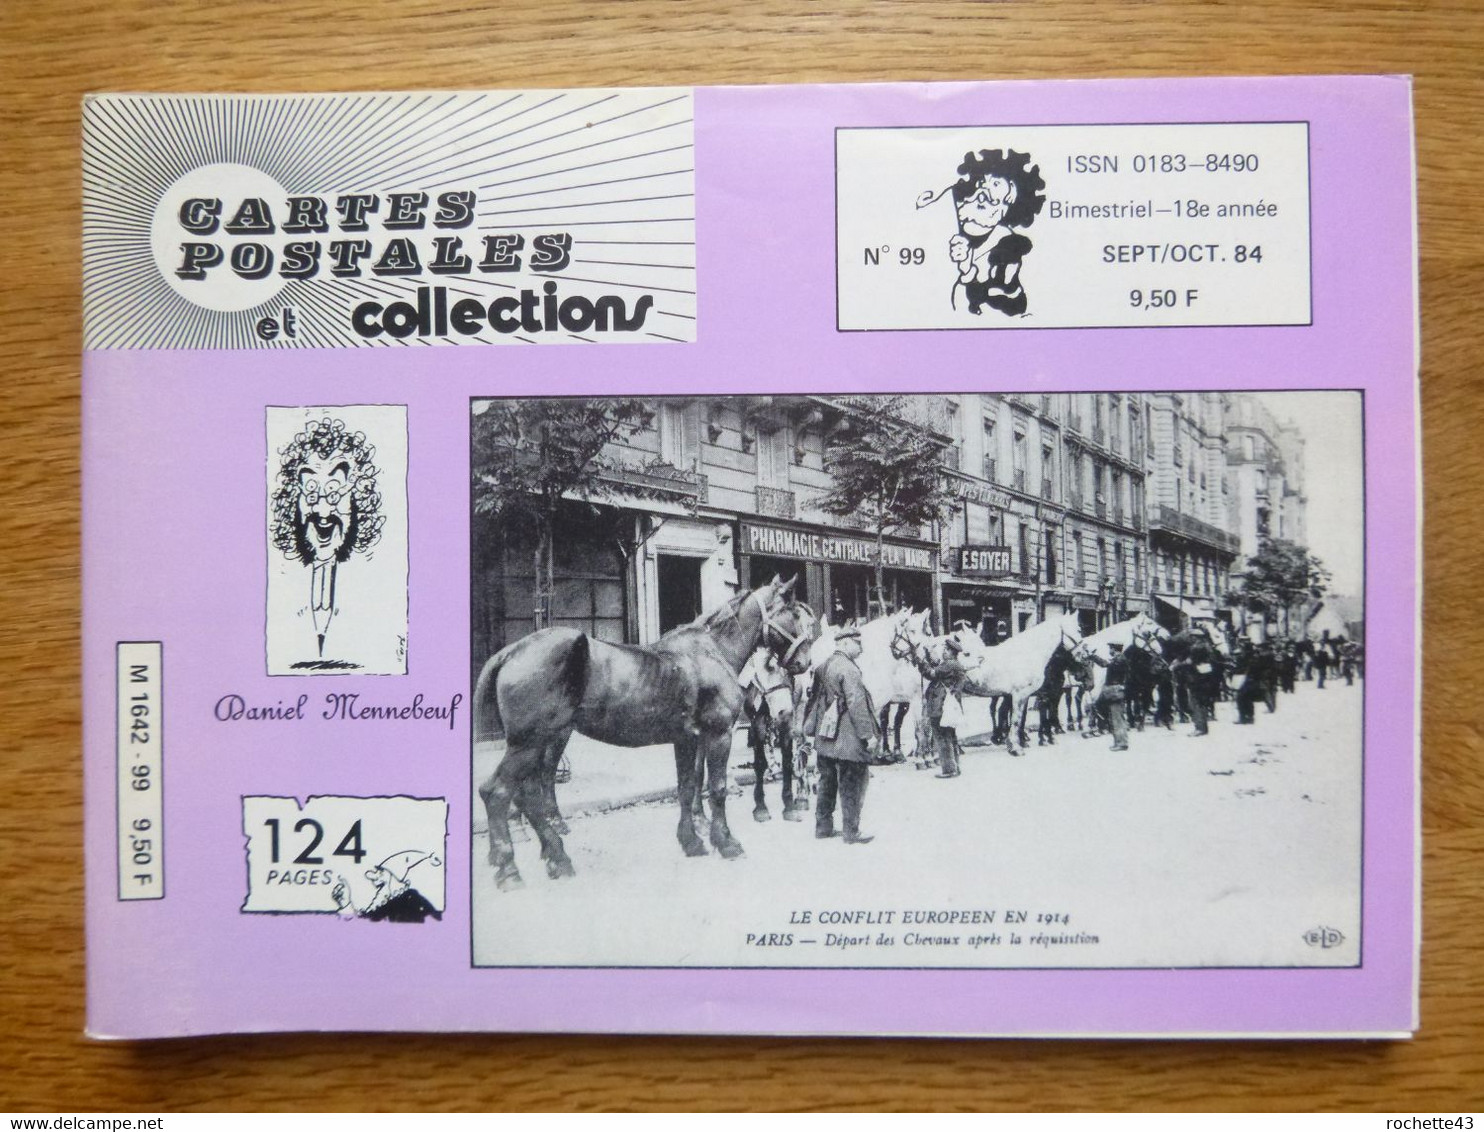 CARTES
POSTALES
et collections
ISSN 0183–8490
Bimestriel–18e année
N° 99
SEPT/OCT. 84
9,50 F
Daniel Mennebeuf
M 1642 - 99 9,50 F
124
PAGES
PHARMACIE CENTRALE DE LA MAIRIE
E.SOYER
LE CONFLIT EUROPEEN EN 1914
PARIS — Départ des Chevaux après la réquisition
ELD
rochette43